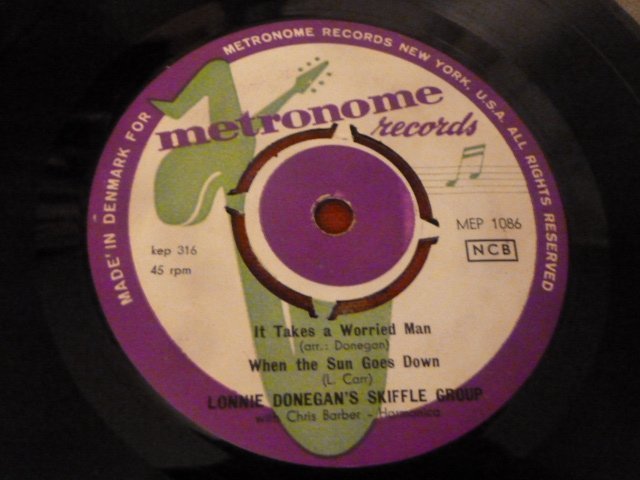 MADE IN DENMARK FOR METRONOME RECORDS, NEW YORK, U.S.A. ALL RIGHTS RESERVED
metronome
records
kep 316
45 rpm
MEP 1086
NCB
It Takes a Worried Man
(arr.: Donegan)
When the Sun Goes Down
(L. Carr)
LONNIE DONEGAN'S SKIFFLE GROUP
with Chris Barber - Harmonica